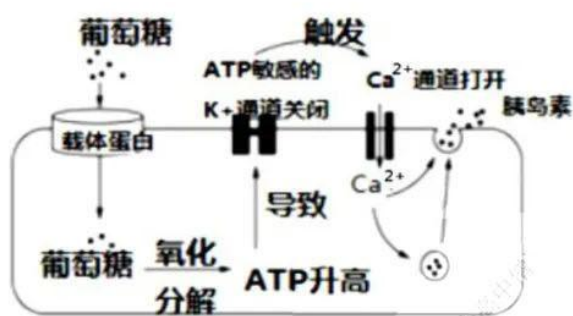 葡萄糖
触发
ATP敏感的
K+通道关闭
Ca2+通道打开
胰岛素
载体蛋白
Ca2+
导致
葡萄糖
氧化
分解
ATP升高